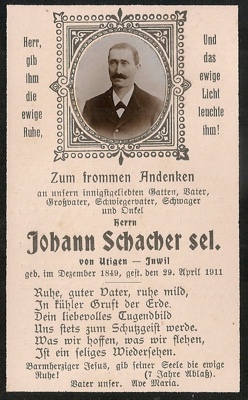 Herr,
gib
ihm
die
ewige
Ruhe,
Und
das
ewige
Licht
leuchte
ihm!
Zum frommen Andenken
an unsern innigstgeliebten Gatten, Vater,
Großvater, Schwiegervater, Schwager
und Onkel
Herrn
Johann Schacher sel.
von Utigen — Inwil
geb. im Dezember 1849, gest. den 29. April 1911
Ruhe, guter Vater, ruhe mild,
In kühler Gruft der Erde.
Dein liebevolles Tugendbild
Uns stets zum Schutzgeist werde.
Was wir hoffen, was wir flehen,
Ist ein seliges Wiedersehen.
Barmherziger Jesus, gib seiner Seele die ewige
Ruhe! (7 Jahre Ablaß.)
Vater unser. Ave Maria.